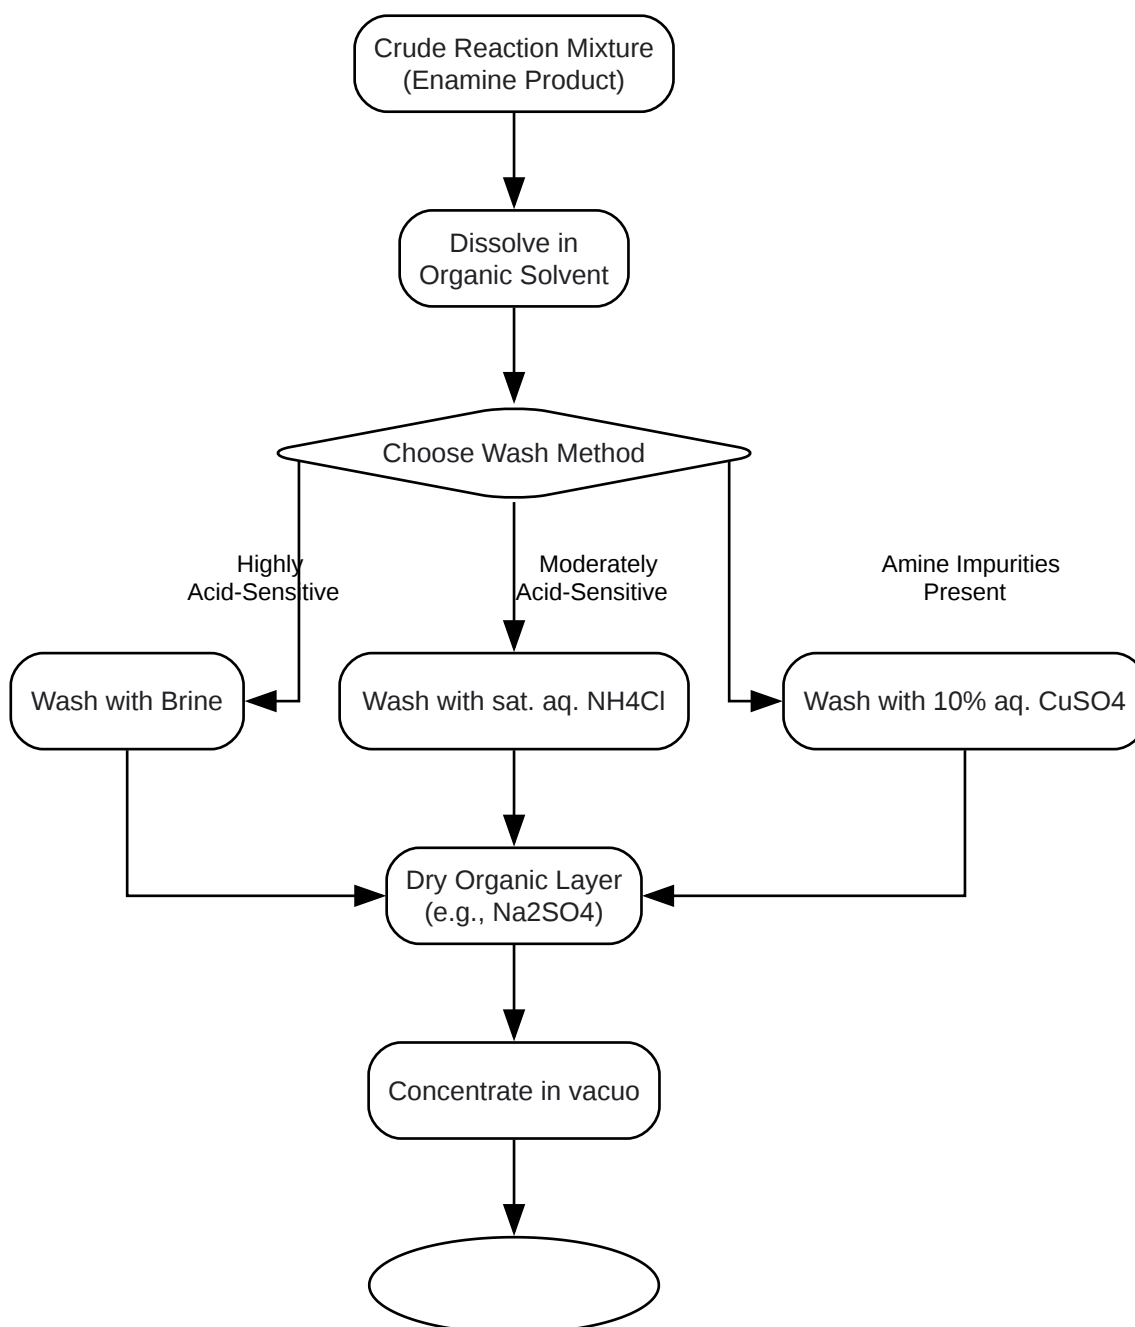 Crude Reaction Mixture
(Enamine Product)
Dissolve in
Organic Solvent
Choose Wash Method
Highly
Acid-Sensitive
Moderately
Acid-Sensitive
Amine Impurities
Present
Wash with Brine
Wash with sat. aq. NH4Cl
Wash with 10% aq. CuSO4
Dry Organic Layer
(e.g., Na2SO4)
Concentrate in vacuo